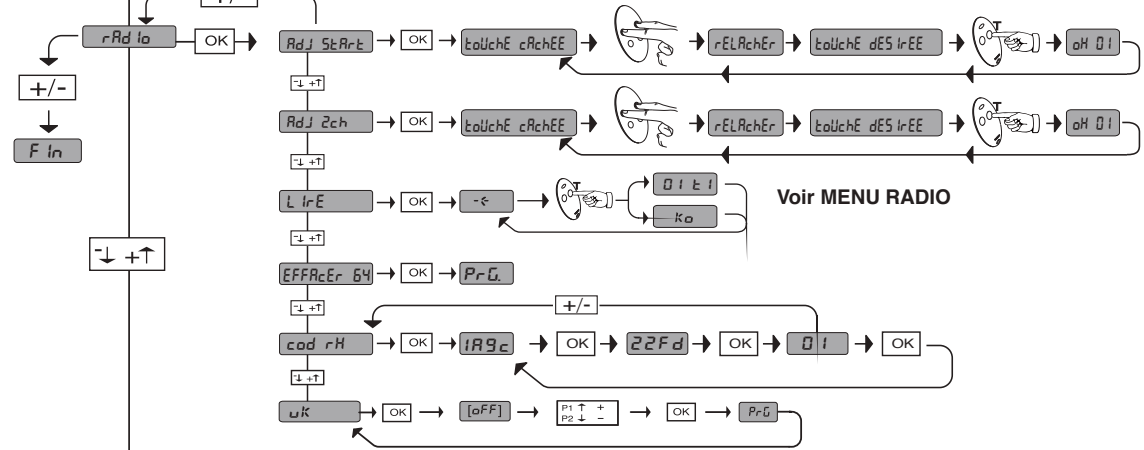 +/-
rAd Io OK AdJ StArt OK toUchE cAchEE rELAchEr toUchE dES IrEE T oK 01
+/-
-↓ +↑
F In
AdJ 2ch OK toUchE cAchEE rELAchEr toUchE dES IrEE T oK 01
-↓ +↑
L IrE OK -< T 01 t1
Ko
Voir MENU RADIO
-↓ +↑
-↓ +↑
EFFAcEr 64 OK PrG.
-↓ +↑
+/-
cod rH OK 1A9c OK 22Fd OK 01 OK
-↓ +↑
uK OK [oFF] P1 ↑ + OK PrG
P2 ↓ -